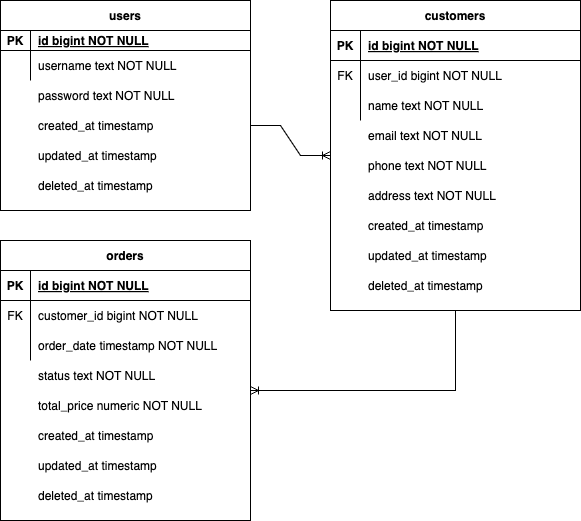 users
PK id bigint NOT NULL
username text NOT NULL
password text NOT NULL
created_at timestamp
updated_at timestamp
deleted_at timestamp
customers
PK id bigint NOT NULL
FK user_id bigint NOT NULL
name text NOT NULL
email text NOT NULL
phone text NOT NULL
address text NOT NULL
created_at timestamp
updated_at timestamp
deleted_at timestamp
orders
PK id bigint NOT NULL
FK customer_id bigint NOT NULL
order_date timestamp NOT NULL
status text NOT NULL
total_price numeric NOT NULL
created_at timestamp
updated_at timestamp
deleted_at timestamp